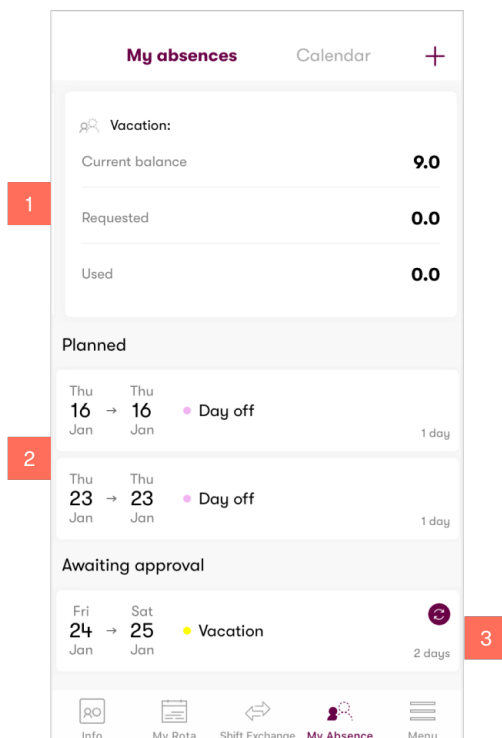 My absences Calendar
Vacation:
Current balance 9.0
1
Requested 0.0
Used 0.0
Planned
Thu Thu
16 → 16 Day off
Jan Jan 1 day
2
Thu Thu
23 → 23 Day off
Jan Jan 1 day
Awaiting approval
Fri Sat
24 → 25 Vacation
Jan Jan 2 days
3
Info My Rota Shift Exchange My Absence Menu